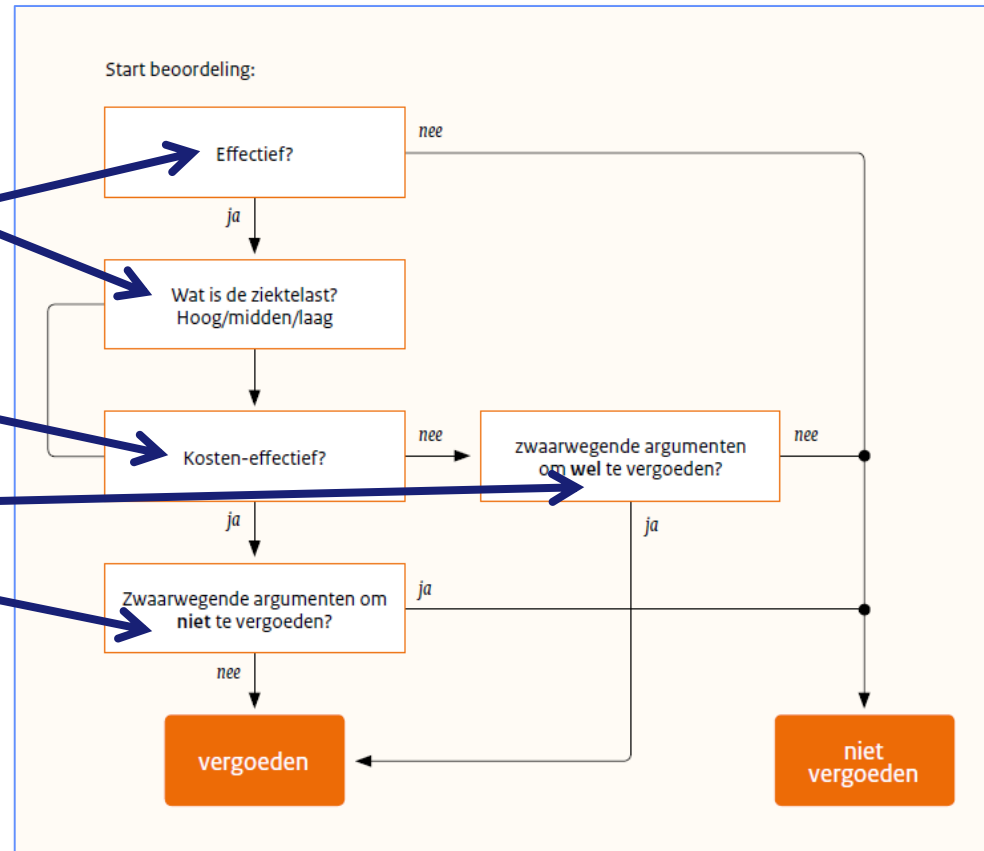 Start beoordeling:
Effectief?
nee
ja
Wat is de ziektelast?
Hoog/midden/laag
Kosten-effectief?
nee
zwaarwegende argumenten
om wel te vergoeden?
nee
ja
ja
Zwaarwegende argumenten om
niet te vergoeden?
ja
nee
vergoeden
niet
vergoeden